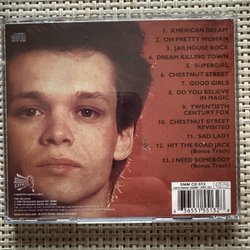 1. AMERICAN DREAM
2. OH PRETTY WOMAN
3. JAILHOUSE ROCK
4. DREAM KILLING TOWN
5. SUPERGIRL
6. CHESTNUT STREET
7. GOOD GIRLS
8. DO YOU BELIEVE
IN MAGIC
9. TWENTIETH
CENTURY FOX
10. CHESTNUT STREET
REVISITED
11. SAD LADY
12. HIT THE ROAD JACK
(Bonus Track)
13. I NEED SOMEBODY
(Bonus Track)